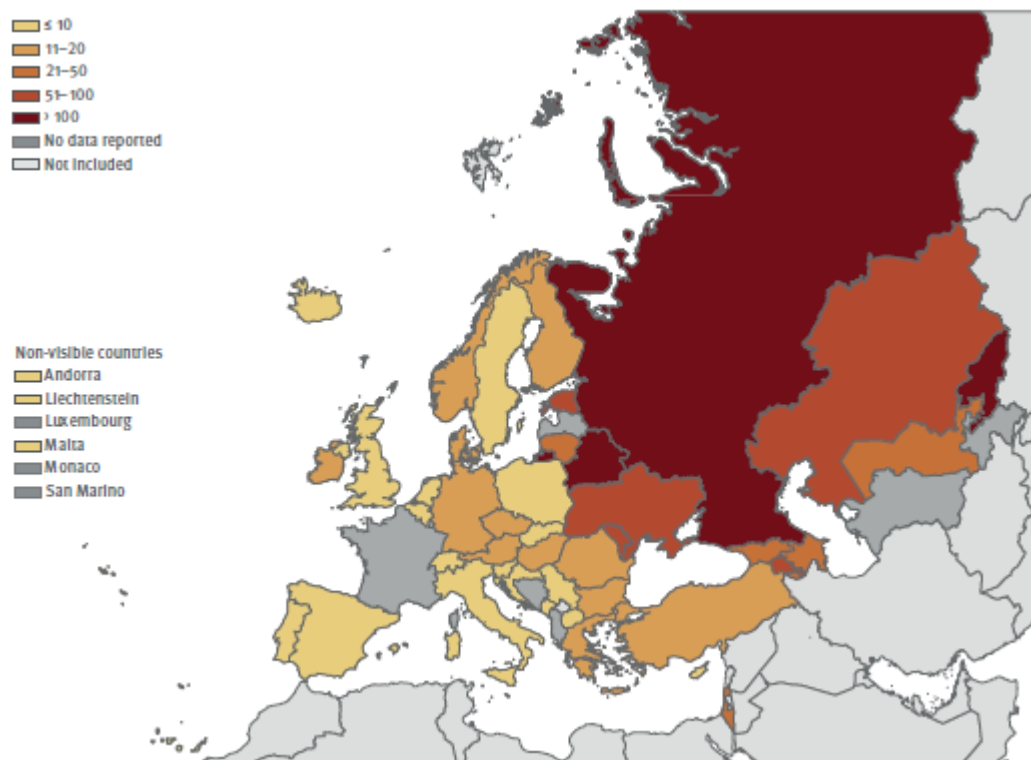 ≤ 10
11–20
21–50
51–100
> 100
No data reported
Not included
Non-visible countries
Andorra
Liechtenstein
Luxembourg
Malta
Monaco
San Marino